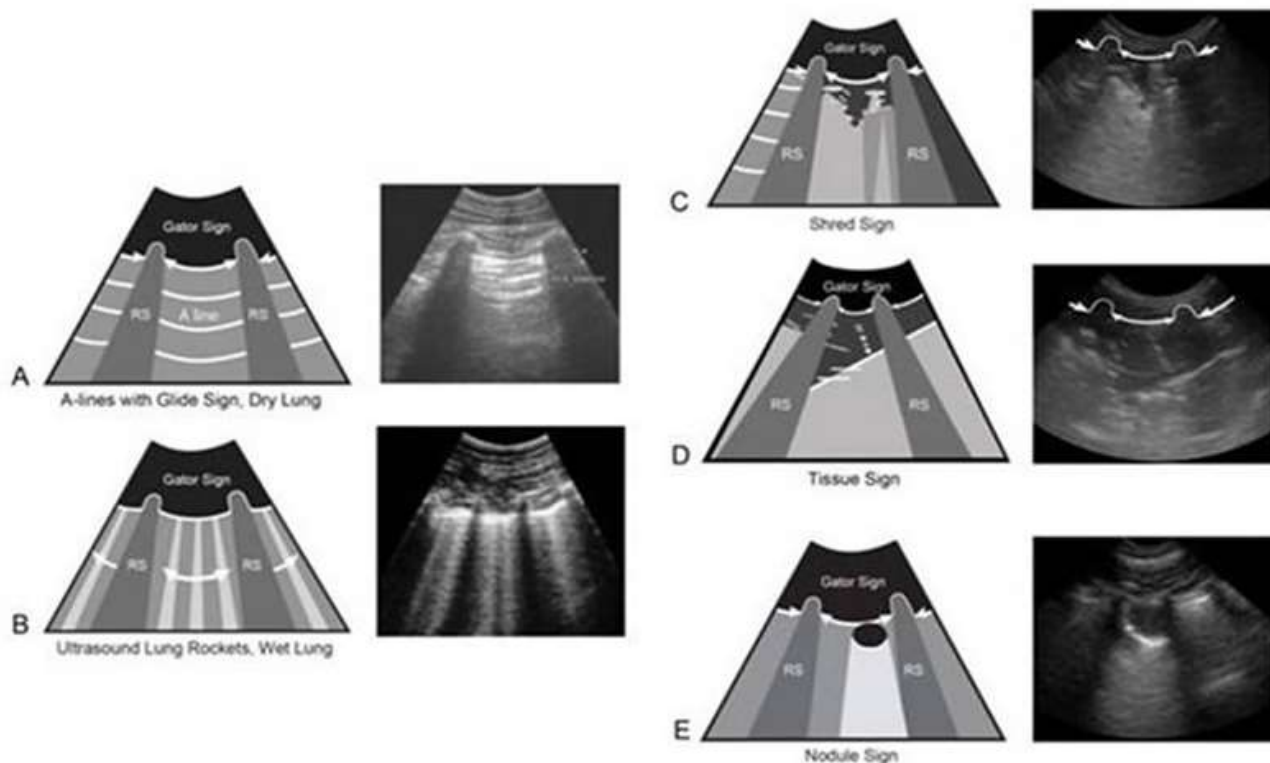 Gator Sign
RS
A line
RS
A
A-lines with Glide Sign, Dry Lung
Gator Sign
RS
RS
B
Ultrasound Lung Rockets, Wet Lung
Gator Sign
RS
RS
C
Shred Sign
Gator Sign
RS
RS
D
Tissue Sign
Gator Sign
RS
RS
E
Nodule Sign